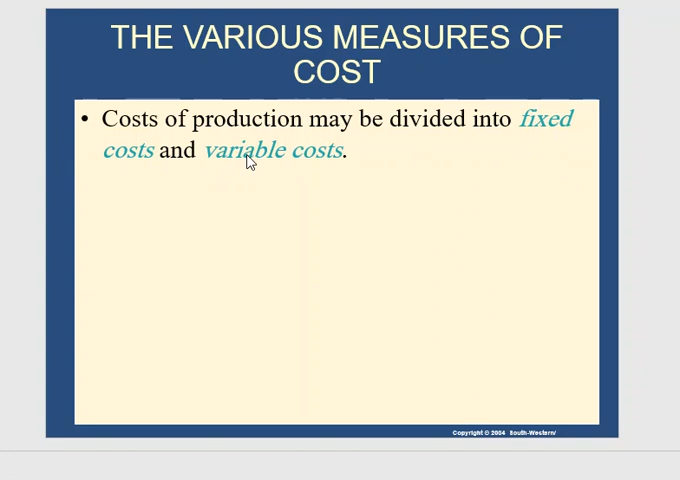 THE VARIOUS MEASURES OF
COST
• Costs of production may be divided into fixed
costs and variable costs.
Copyright © 2004 South-Western/